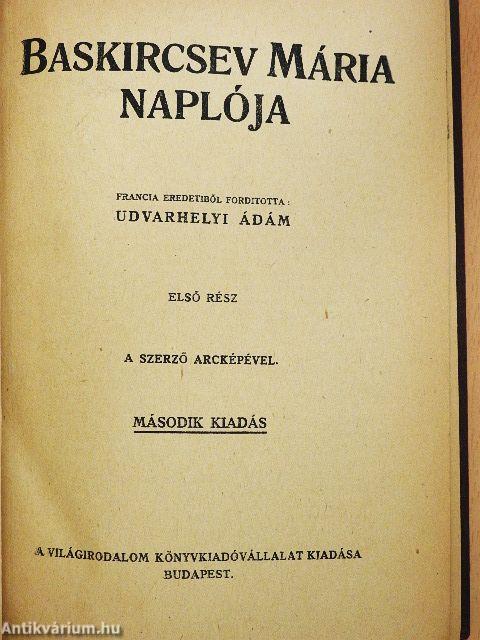 BASKIRCSEV MÁRIA
NAPLÓJA
FRANCIA EREDETIBŐL FORDITOTTA:
UDVARHELYI ÁDÁM
ELSŐ RÉSZ
A SZERZŐ ARCKÉPÉVEL.
MÁSODIK KIADÁS
A VILÁGIRODALOM KÖNYVKIADÓVÁLLALAT KIADÁSA
BUDAPEST.
Antikvárium.hu